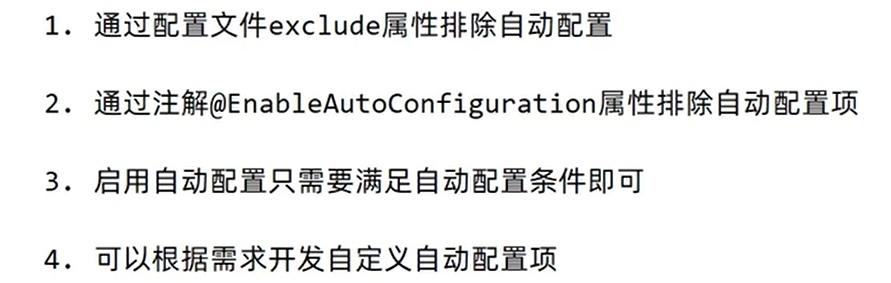 1. 通过配置文件exclude属性排除自动配置
2. 通过注解@EnableAutoConfiguration属性排除自动配置项
3. 启用自动配置只需要满足自动配置条件即可
4. 可以根据需求开发自定义自动配置项